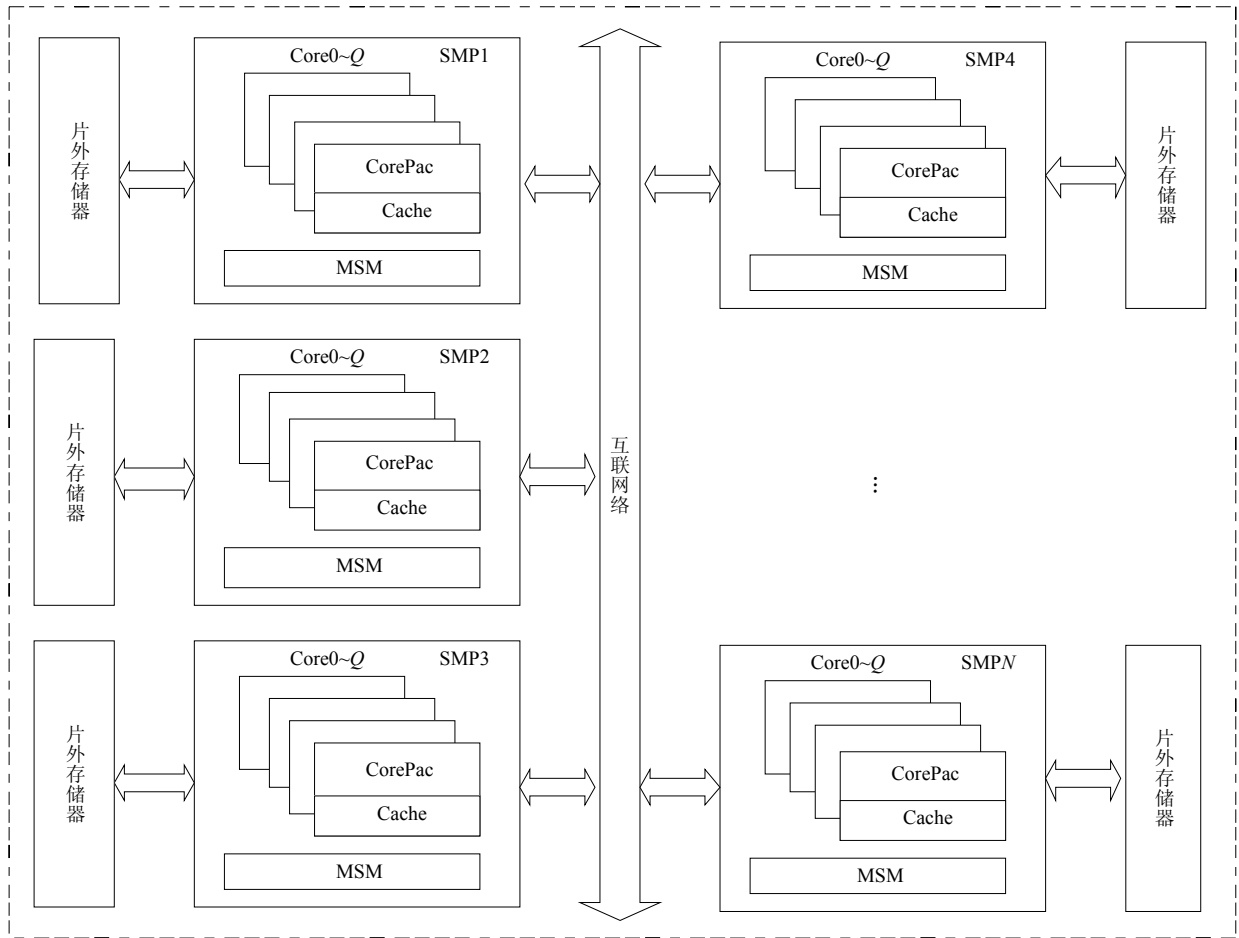 Core0~Q SMP1
片外存储器
CorePac
Cache
MSM
Core0~Q SMP2
片外存储器
CorePac
Cache
MSM
Core0~Q SMP3
片外存储器
CorePac
Cache
MSM
互联网络
Core0~Q SMP4
片外存储器
CorePac
Cache
MSM
⋮
Core0~Q SMPN
片外存储器
CorePac
Cache
MSM